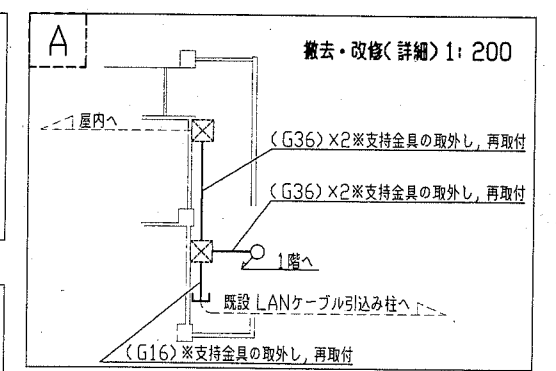 A
撤去・改修(詳細)1:200
屋内へ
(G36)×2※支持金具の取外し,再取付
(G36)×2※支持金具の取外し,再取付
1階へ
既設 LANケーブル引込み柱へ
(G16)※支持金具の取外し,再取付